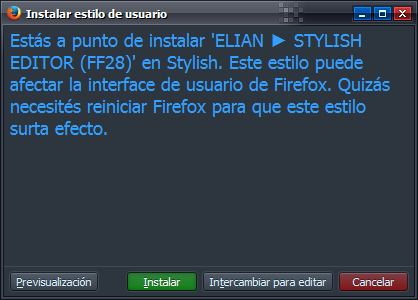 Instalar estilo de usuario
Estás a punto de instalar 'ELIAN ► STYLISH
EDITOR (FF28)' en Stylish. Este estilo puede
afectar la interface de usuario de Firefox. Quizás
necesités reiniciar Firefox para que este estilo
surta efecto.
Previsualización Instalar Intercambiar para editar Cancelar